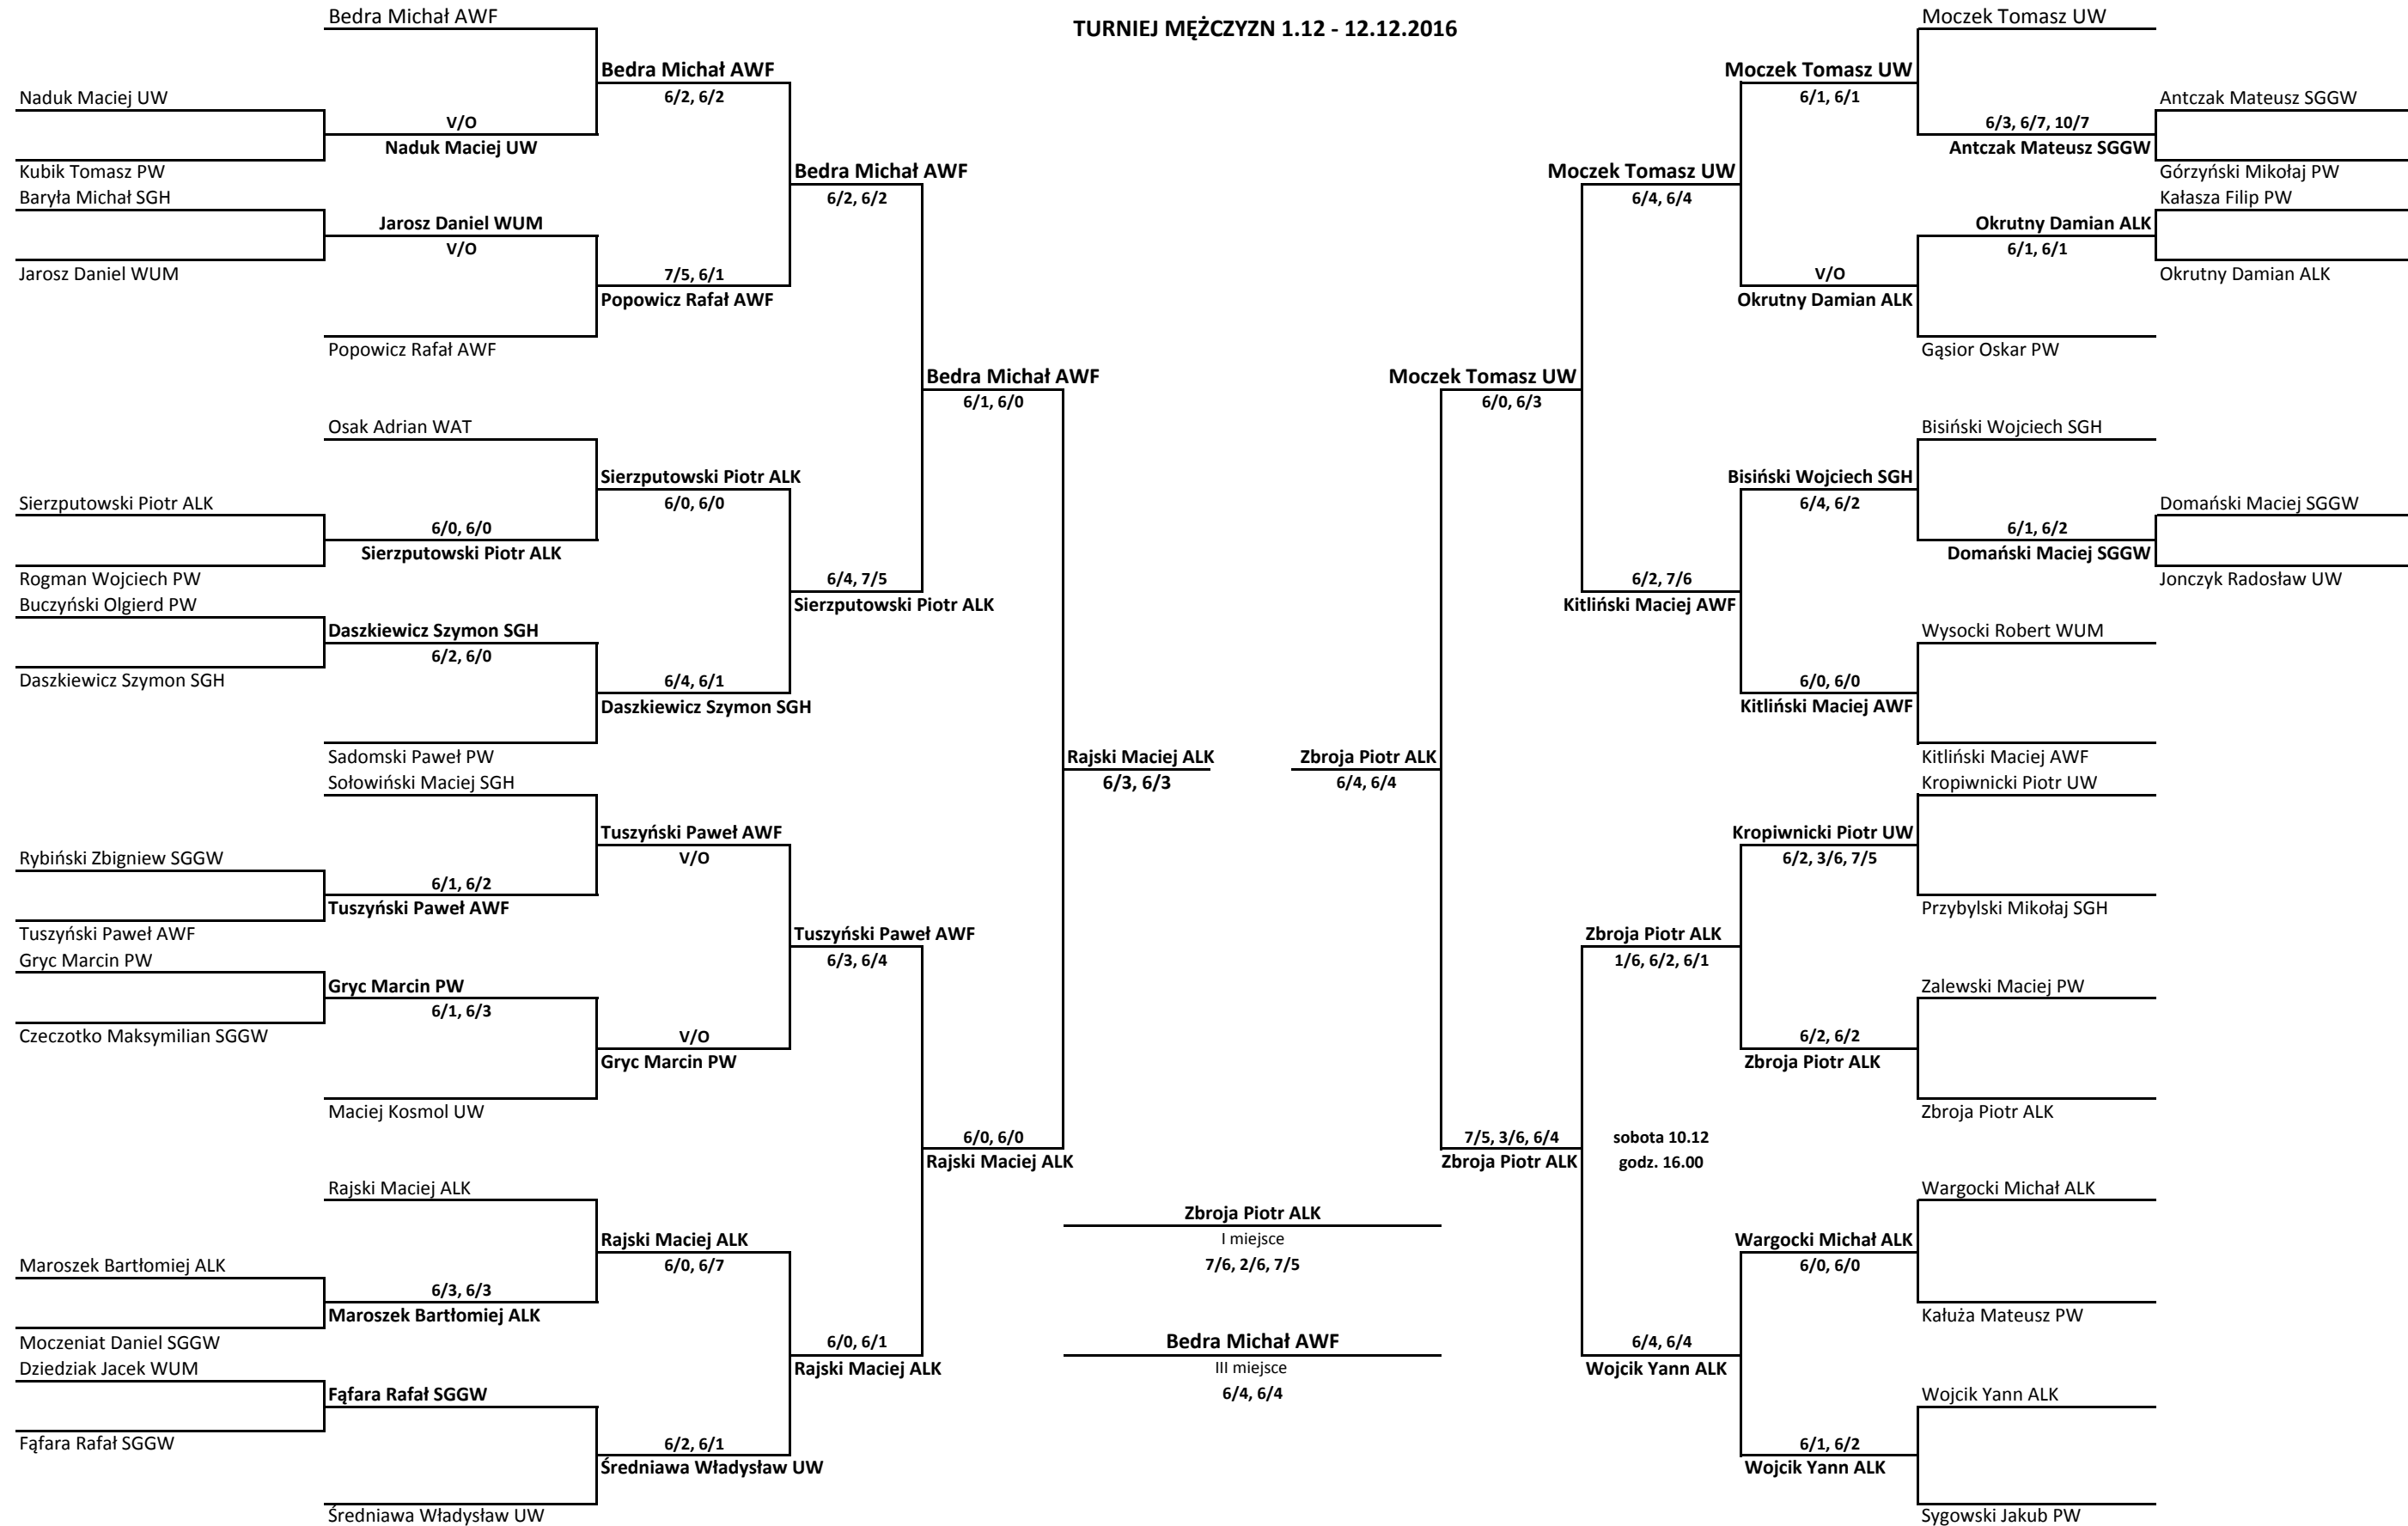 TURNIEJ MĘŻCZYZN 1.12 - 12.12.2016
Bedra Michał AWF
Bedra Michał AWF
6/2, 6/2
Naduk Maciej UW
V/O
Naduk Maciej UW
Kubik Tomasz PW
Bedra Michał AWF
6/2, 6/2
Baryła Michał SGH
Jarosz Daniel WUM
V/O
Jarosz Daniel WUM
7/5, 6/1
Popowicz Rafał AWF
Popowicz Rafał AWF
Bedra Michał AWF
6/1, 6/0
Osak Adrian WAT
Sierzputowski Piotr ALK
6/0, 6/0
Sierzputowski Piotr ALK
6/0, 6/0
Sierzputowski Piotr ALK
Rogman Wojciech PW
6/4, 7/5
Sierzputowski Piotr ALK
Buczyński Olgierd PW
Daszkiewicz Szymon SGH
6/2, 6/0
Daszkiewicz Szymon SGH
6/4, 6/1
Daszkiewicz Szymon SGH
Sadomski Paweł PW
Rajski Maciej ALK
6/3, 6/3
Sołowiński Maciej SGH
Tuszyński Paweł AWF
V/O
Rybiński Zbigniew SGGW
6/1, 6/2
Tuszyński Paweł AWF
Tuszyński Paweł AWF
Tuszyński Paweł AWF
6/3, 6/4
Gryc Marcin PW
Gryc Marcin PW
6/1, 6/3
Czeczotko Maksymilian SGGW
V/O
Gryc Marcin PW
Maciej Kosmol UW
6/0, 6/0
Rajski Maciej ALK
Rajski Maciej ALK
Rajski Maciej ALK
6/0, 6/7
Maroszek Bartłomiej ALK
6/3, 6/3
Maroszek Bartłomiej ALK
Moczeniat Daniel SGGW
6/0, 6/1
Rajski Maciej ALK
Dziedziak Jacek WUM
Fąfara Rafał SGGW
Fąfara Rafał SGGW
6/2, 6/1
Średniawa Władysław UW
Średniawa Władysław UW
Zbroja Piotr ALK
I miejsce
7/6, 2/6, 7/5
Bedra Michał AWF
III miejsce
6/4, 6/4
Moczek Tomasz UW
Moczek Tomasz UW
6/1, 6/1
Antczak Mateusz SGGW
6/3, 6/7, 10/7
Antczak Mateusz SGGW
Górzyński Mikołaj PW
Moczek Tomasz UW
6/4, 6/4
Kałasza Filip PW
Okrutny Damian ALK
6/1, 6/1
Okrutny Damian ALK
V/O
Okrutny Damian ALK
Gąsior Oskar PW
Moczek Tomasz UW
6/0, 6/3
Bisiński Wojciech SGH
Bisiński Wojciech SGH
6/4, 6/2
Domański Maciej SGGW
6/1, 6/2
Domański Maciej SGGW
Jonczyk Radosław UW
6/2, 7/6
Kitliński Maciej AWF
Wysocki Robert WUM
6/0, 6/0
Kitliński Maciej AWF
Kitliński Maciej AWF
Zbroja Piotr ALK
6/4, 6/4
Kropiwnicki Piotr UW
Kropiwnicki Piotr UW
6/2, 3/6, 7/5
Przybylski Mikołaj SGH
Zbroja Piotr ALK
1/6, 6/2, 6/1
Zalewski Maciej PW
6/2, 6/2
Zbroja Piotr ALK
Zbroja Piotr ALK
7/5, 3/6, 6/4
Zbroja Piotr ALK
sobota 10.12
godz. 16.00
Wargocki Michał ALK
Wargocki Michał ALK
6/0, 6/0
Kałuża Mateusz PW
6/4, 6/4
Wojcik Yann ALK
Wojcik Yann ALK
6/1, 6/2
Wojcik Yann ALK
Sygowski Jakub PW